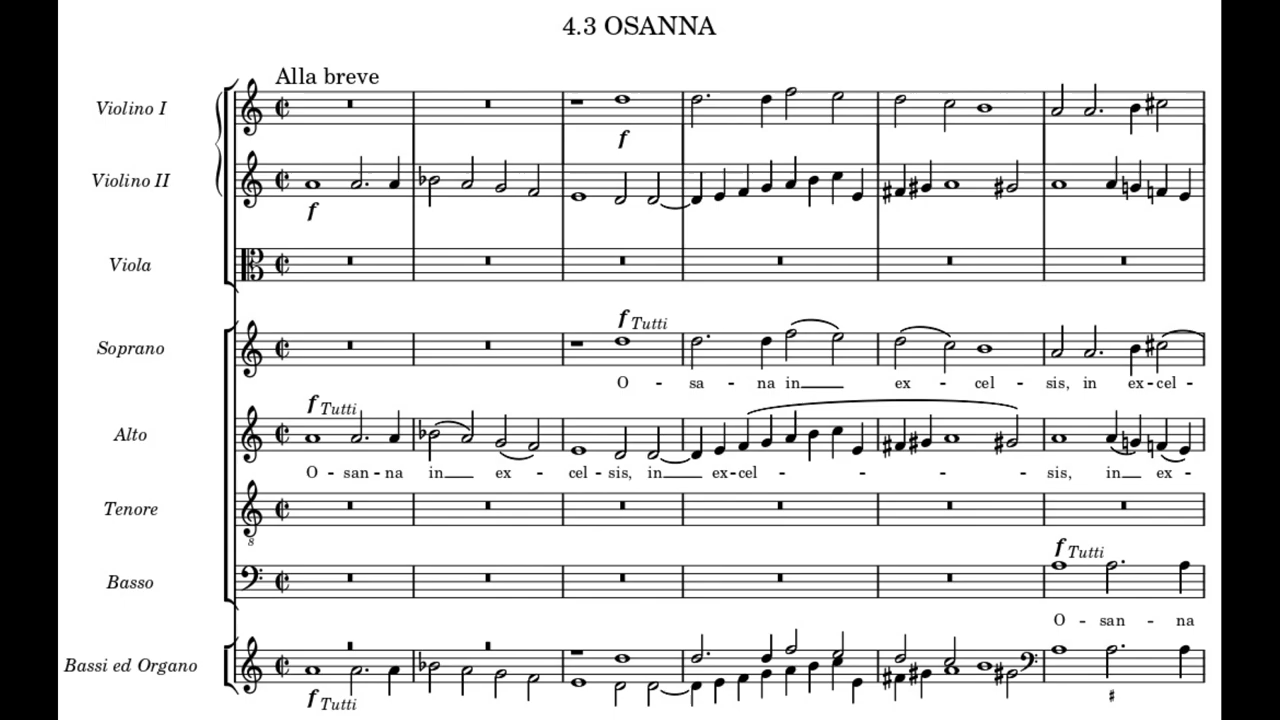 4.3 OSANNA
Alla breve
Violino I
f
Violino II
f
Viola
f Tutti
Soprano
O - sa - na in ex - cel - sis, in ex - cel -
f Tutti
Alto
O - san - na in ex - cel - sis, in ex - cel - sis, in ex -
Tenore
8
f Tutti
Basso
O - san - na
Bassi ed Organo
f Tutti